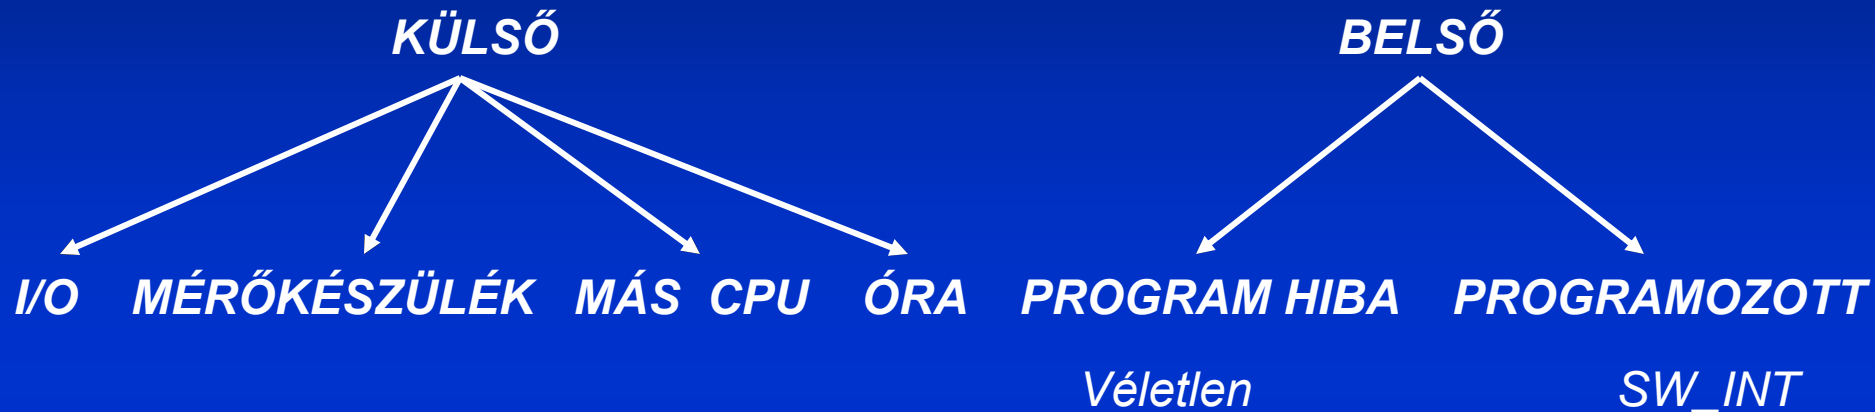 KÜLSŐ BELSŐ
I/O MÉRŐKÉSZÜLÉK MÁS CPU ÓRA PROGRAM HIBA PROGRAMOZOTT
Véletlen SW_INT